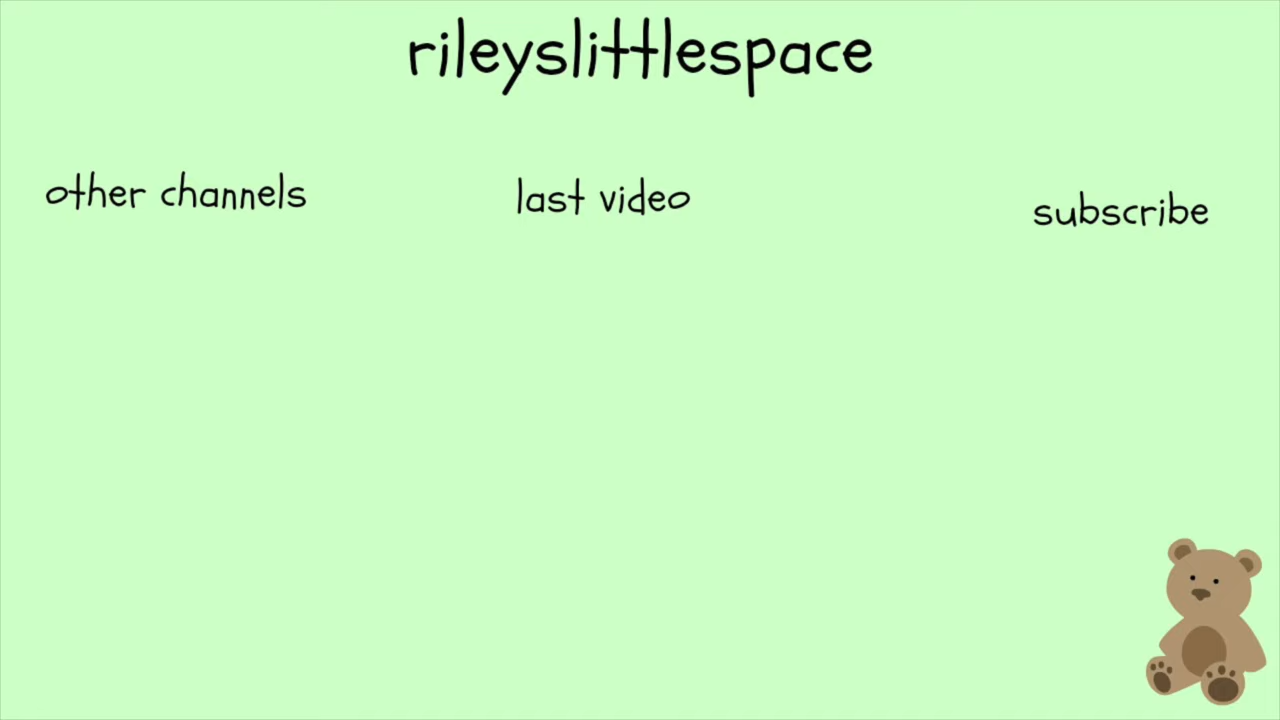 rileyslittlespace
other channels
last video
subscribe